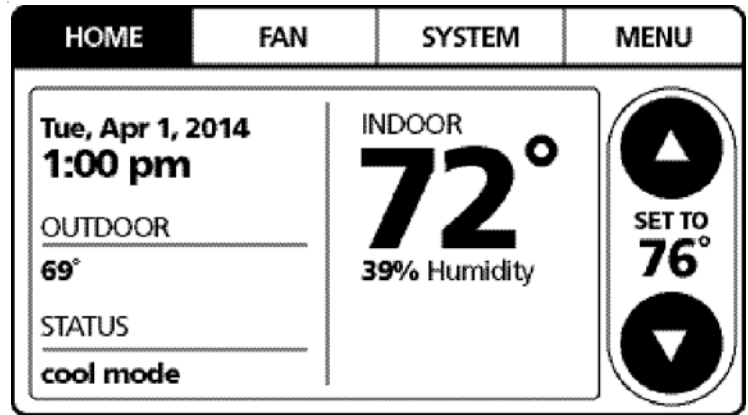 HOME FAN SYSTEM MENU
Tue, Apr 1, 2014
1:00 pm
OUTDOOR
69°
STATUS
cool mode
INDOOR
72°
39% Humidity
SET TO
76°